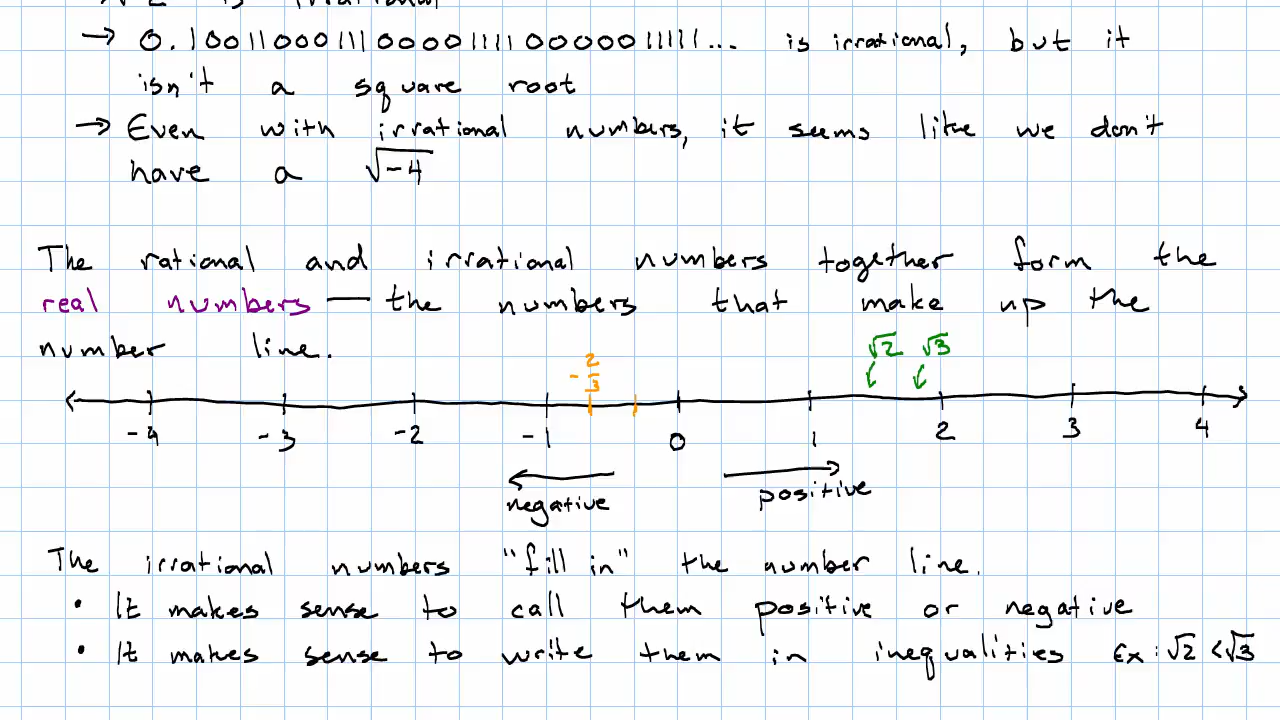 √2 is irrational
→ 0.10011000111000011110000011111... is irrational, but it
isn't a square root
→ Even with irrational numbers, it seems like we don't
have a √-4
The rational and irrational numbers together form the
real numbers — the numbers that make up the
number line.
√2 √3
-2/3
-4 -3 -2 -1 0 1 2 3 4
negative positive
The irrational numbers "fill in" the number line.
• It makes sense to call them positive or negative
• It makes sense to write them in inequalities Ex: √2 < √3